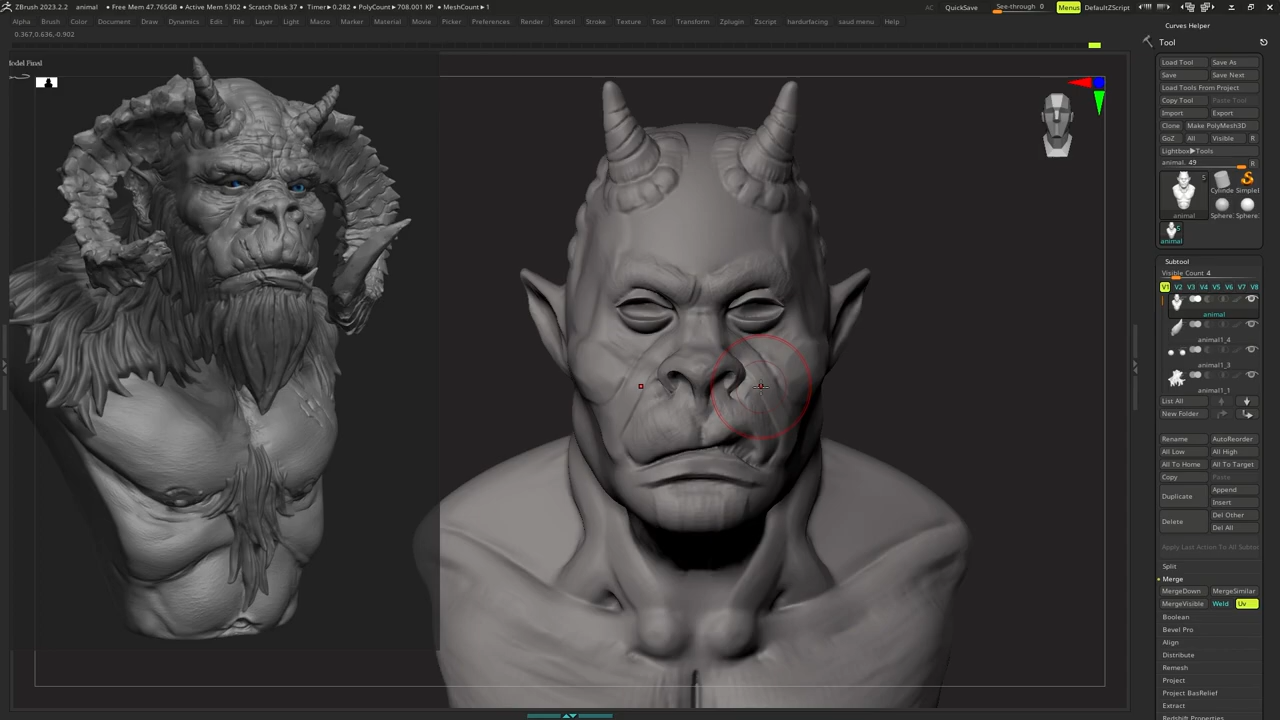 ZBrush 2023.2.2 animal • Free Mem 47.765GB • Active Mem 5302 • Scratch Disk 37 • Timer▸0.282 • PolyCount▸708.001 KP • MeshCount▸1 AC QuickSave See-through 0 Menus DefaultZScript
Alpha Brush Color Document Draw Dynamics Edit File Layer Light Macro Marker Material Movie Picker Preferences Render Stencil Stroke Texture Tool Transform Zplugin Zscript hardurfacing saud menu Help
0.367,0.636,-0.902
Curves Helper
Tool
Model Final
Load Tool Save As
Save Save Next
Load Tools From Project
Copy Tool Paste Tool
Import Export
Clone Make PolyMesh3D
GoZ All Visible R
Lightbox▸Tools
animal. 49 R
5
Cylinde Simplel
animal Sphere. Sphere.
5
animal
Subtool
Visible Count 4
V1 V2 V3 V4 V5 V6 V7 V8
animal
animal1_4
animal1_3
animal1_1
List All
New Folder
Rename AutoReorder
All Low All High
All To Home All To Target
Copy Paste
Duplicate Append
Insert
Delete Del Other
Del All
Apply Last Action To All Subtoo
Split
Merge
MergeDown MergeSimilar
MergeVisible Weld Uv
Boolean
Bevel Pro
Align
Distribute
Remesh
Project
Project BasRelief
Extract
Redshift Properties